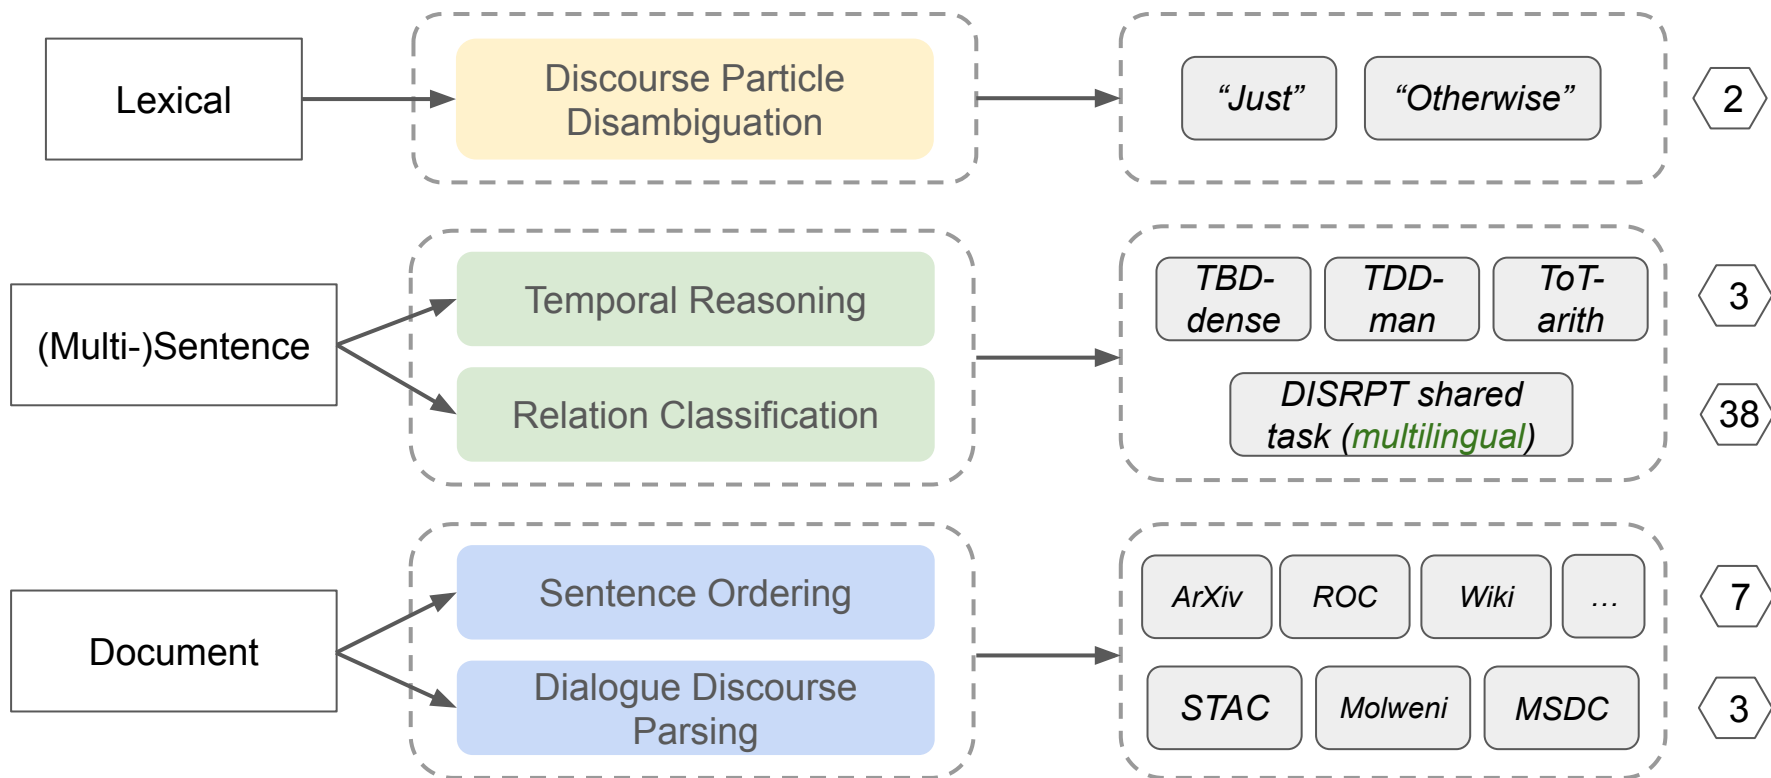 Lexical
Discourse Particle
Disambiguation
“Just”
“Otherwise”
2
(Multi-)Sentence
Temporal Reasoning
Relation Classification
TBD-
dense
TDD-
man
ToT-
arith
3
DISRPT shared
task (multilingual)
38
Document
Sentence Ordering
Dialogue Discourse
Parsing
ArXiv
ROC
Wiki
...
7
STAC
Molweni
MSDC
3